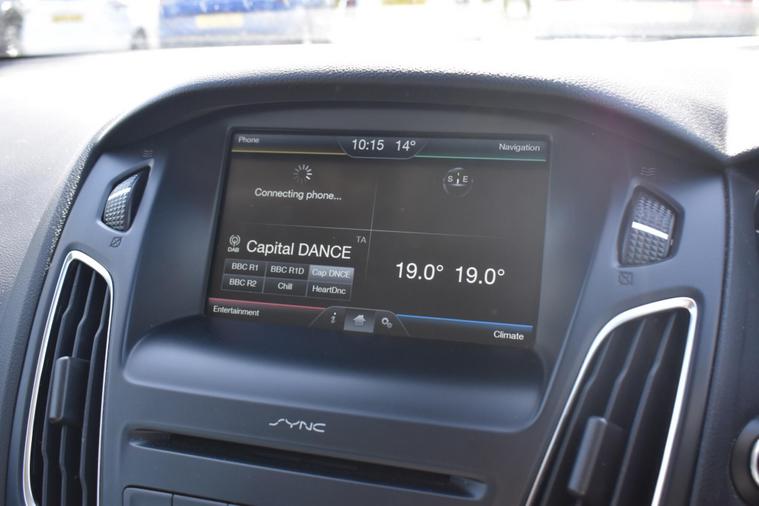 Phone 10:15 14° Navigation
Connecting phone...
S E
DAB Capital DANCE TA
BBC R1 BBC R1D Cap DNCE
BBC R2 Chill HeartDnc
19.0° 19.0°
Entertainment i Climate
SYNC